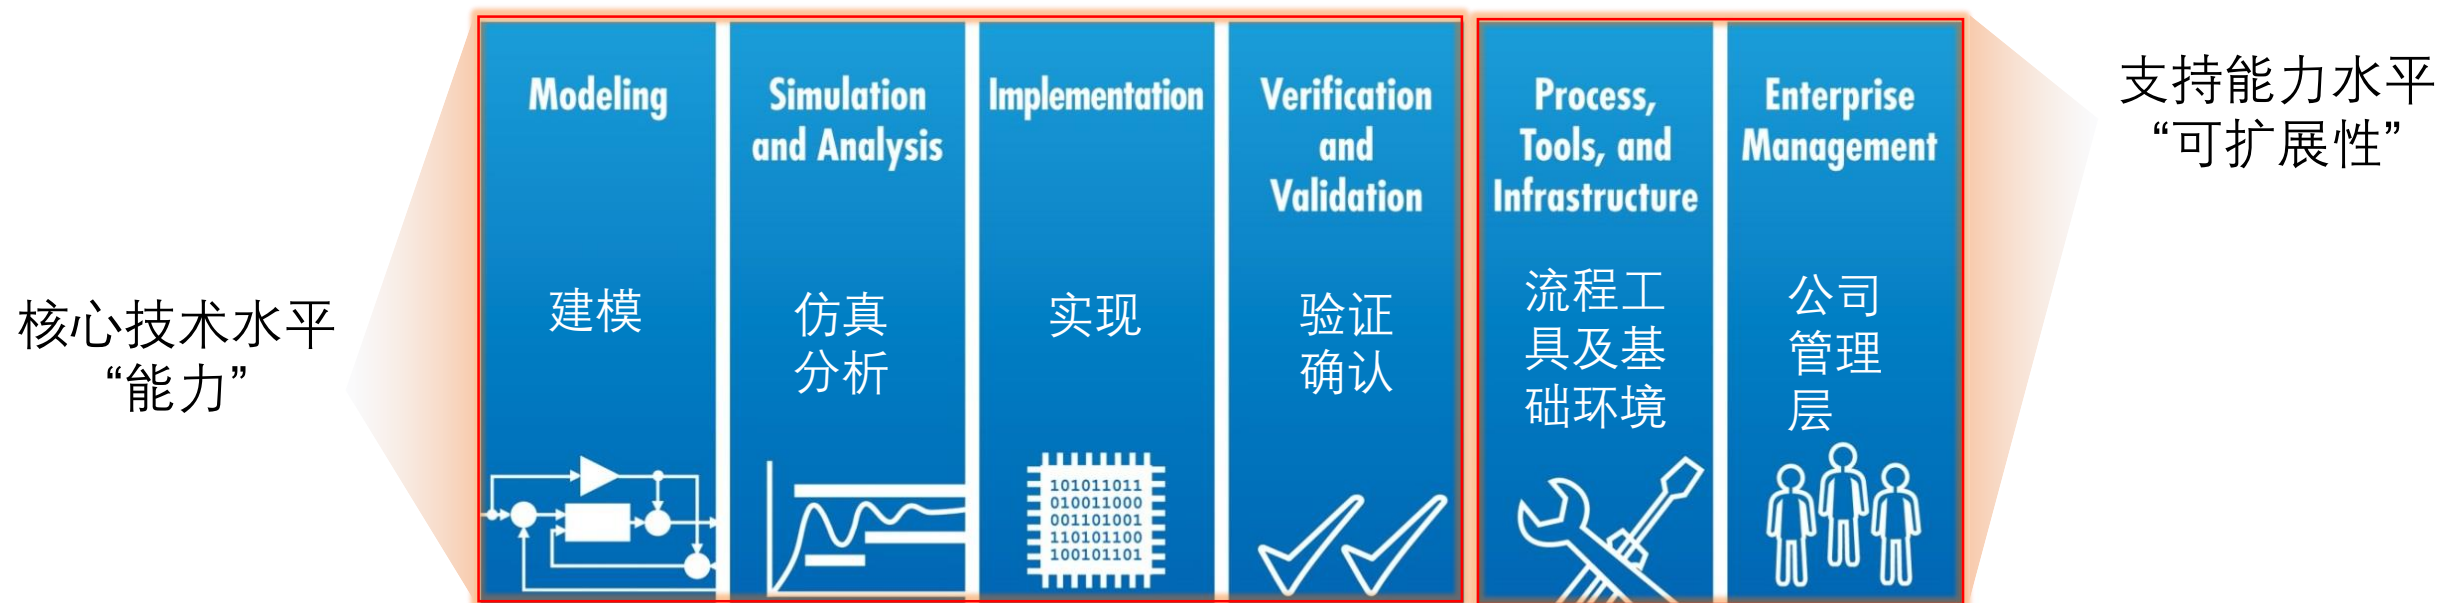 核心技术水平
“能力”
Modeling
建模
Simulation
and Analysis
仿真
分析
Implementation
实现
101011011
010011000
001101001
110101100
100101101
Verification
and
Validation
验证
确认
Process,
Tools, and
Infrastructure
流程工
具及基
础环境
Enterprise
Management
公司
管理
层
支持能力水平
“可扩展性”